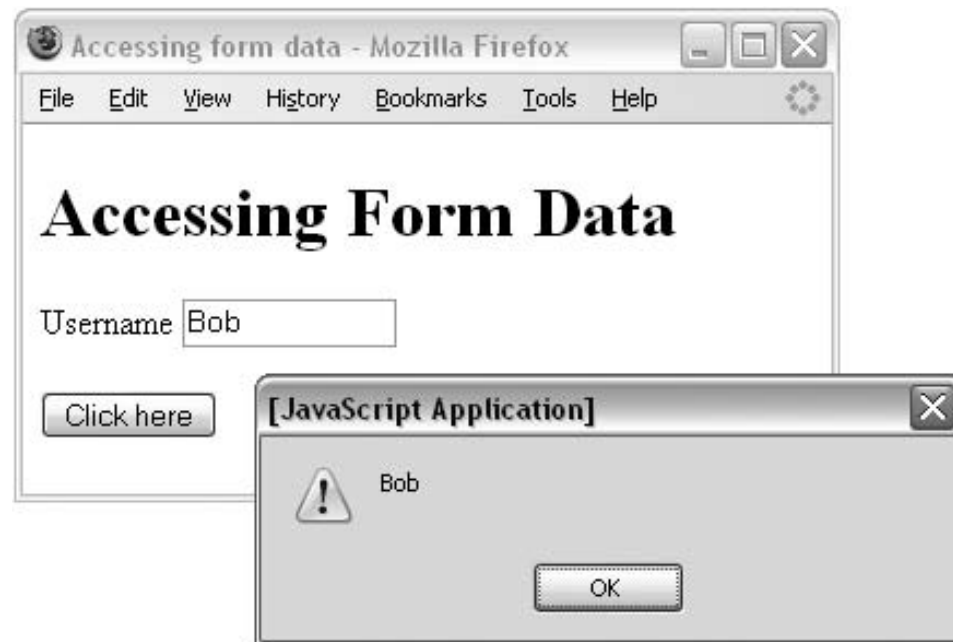 Accessing form data - Mozilla Firefox
File Edit View History Bookmarks Tools Help
Accessing Form Data
Username Bob
Click here
[JavaScript Application]
Bob
OK